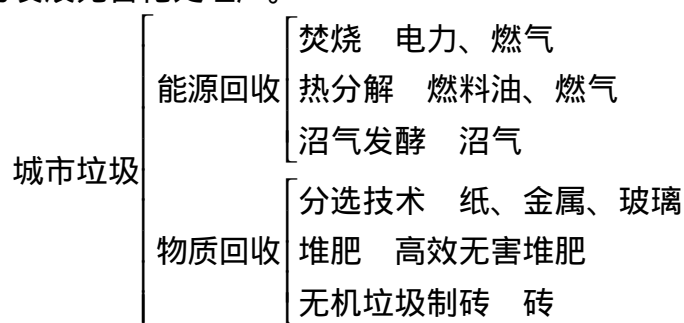 焚烧 电力、燃气
能源回收 热分解 燃料油、燃气
沼气发酵 沼气
城市垃圾
分选技术 纸、金属、玻璃
物质回收 堆肥 高效无害堆肥
无机垃圾制砖 砖